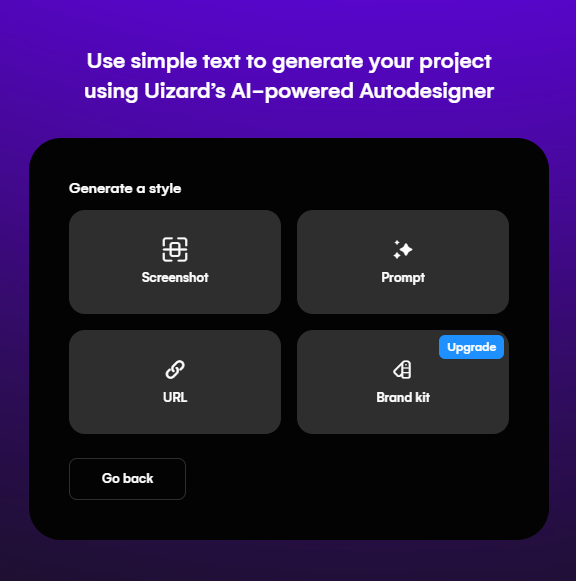 Use simple text to generate your project
using Uizard’s AI-powered Autodesigner
Generate a style
Screenshot
Prompt
URL
Upgrade
Brand kit
Go back